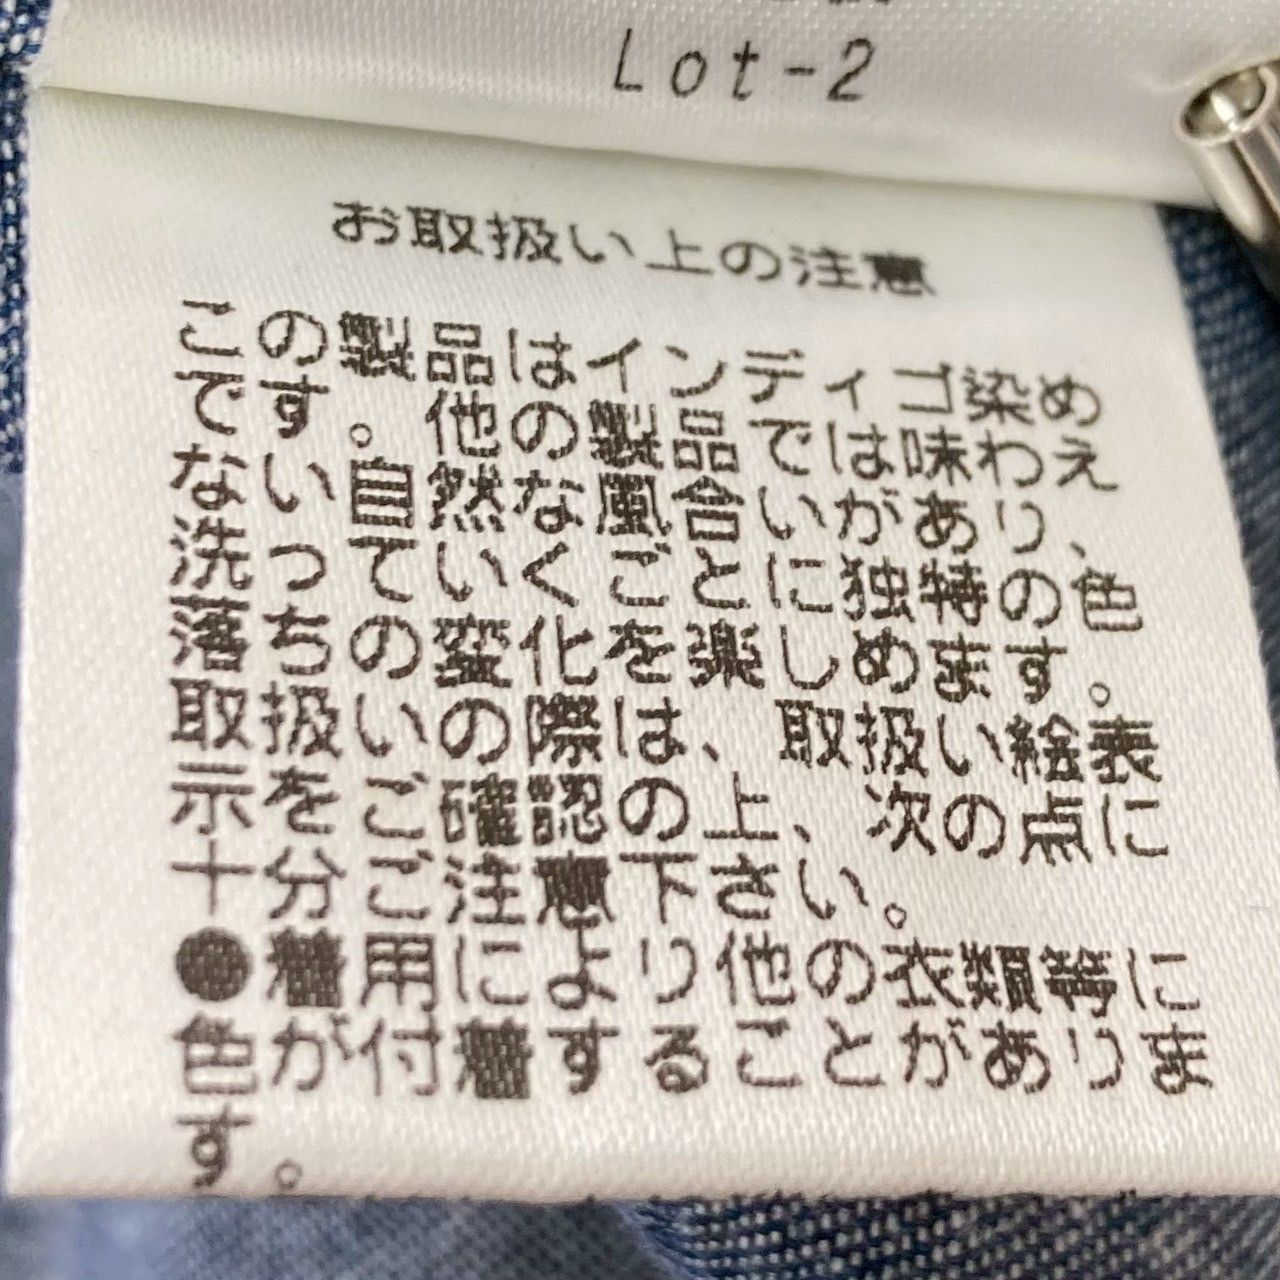 Lot-2
お取扱い上の注意
この製品はインディゴ染め
です。他の製品では味わえ
ない自然な風合いがあり、
洗っていくごとに独特の色
落ちの変化を楽しめます。
取扱いの際は、取扱い絵表
示をご確認の上、次の点に
十分ご注意下さい。
●着用により他の衣類等に
色が付着することがありま
す。